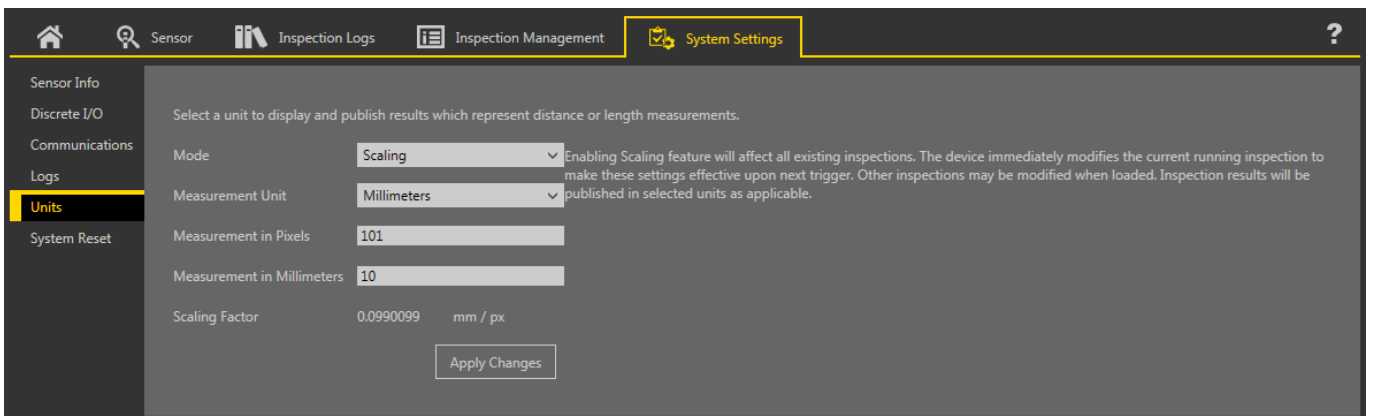 Sensor
Inspection Logs
Inspection Management
System Settings
?
Sensor Info
Discrete I/O
Communications
Logs
Units
System Reset
Select a unit to display and publish results which represent distance or length measurements.
Mode
Scaling
Enabling Scaling feature will affect all existing inspections. The device immediately modifies the current running inspection to
make these settings effective upon next trigger. Other inspections may be modified when loaded. Inspection results will be
published in selected units as applicable.
Measurement Unit
Millimeters
Measurement in Pixels
101
Measurement in Millimeters
10
Scaling Factor
0.0990099 mm / px
Apply Changes